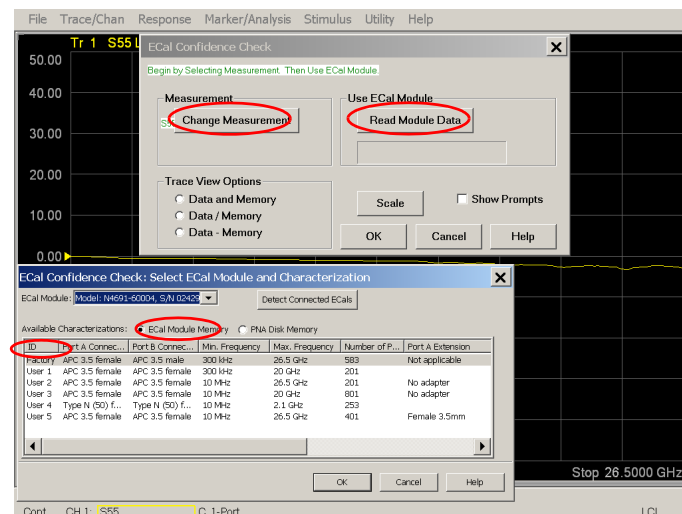 File Trace/Chan Response Marker/Analysis Stimulus Utility Help
Tr 1 S55 L
50.00
40.00
30.00
20.00
10.00
0.00
ECal Confidence Check
Begin by Selecting Measurement. Then Use ECal Module.
Measurement
Change Measurement
Use ECal Module
Read Module Data
Trace View Options
Data and Memory
Data / Memory
Data - Memory
Scale
Show Prompts
OK Cancel Help
ECal Confidence Check: Select ECal Module and Characterization
ECal Module: Model: N4691-60004, S/N 02429
Detect Connected ECals
Available Characterizations: ECal Module Memory PNA Disk Memory
ID Port A Connec... Port B Connec... Min. Frequency Max. Frequency Number of P... Port A Extension
Factory APC 3.5 female APC 3.5 male 300 kHz 26.5 GHz 583 Not applicable
User 1 APC 3.5 female APC 3.5 female 300 kHz 20 GHz 201
User 2 APC 3.5 female APC 3.5 female 10 MHz 26.5 GHz 201 No adapter
User 3 APC 3.5 female APC 3.5 female 10 MHz 20 GHz 801 No adapter
User 4 Type N (50) f... Type N (50) f... 10 MHz 2.1 GHz 253
User 5 APC 3.5 female APC 3.5 female 10 MHz 26.5 GHz 401 Female 3.5mm
OK Cancel Help
Stop 26.5000 GHz
Cont. CH 1: S55 C 1-Port LCL